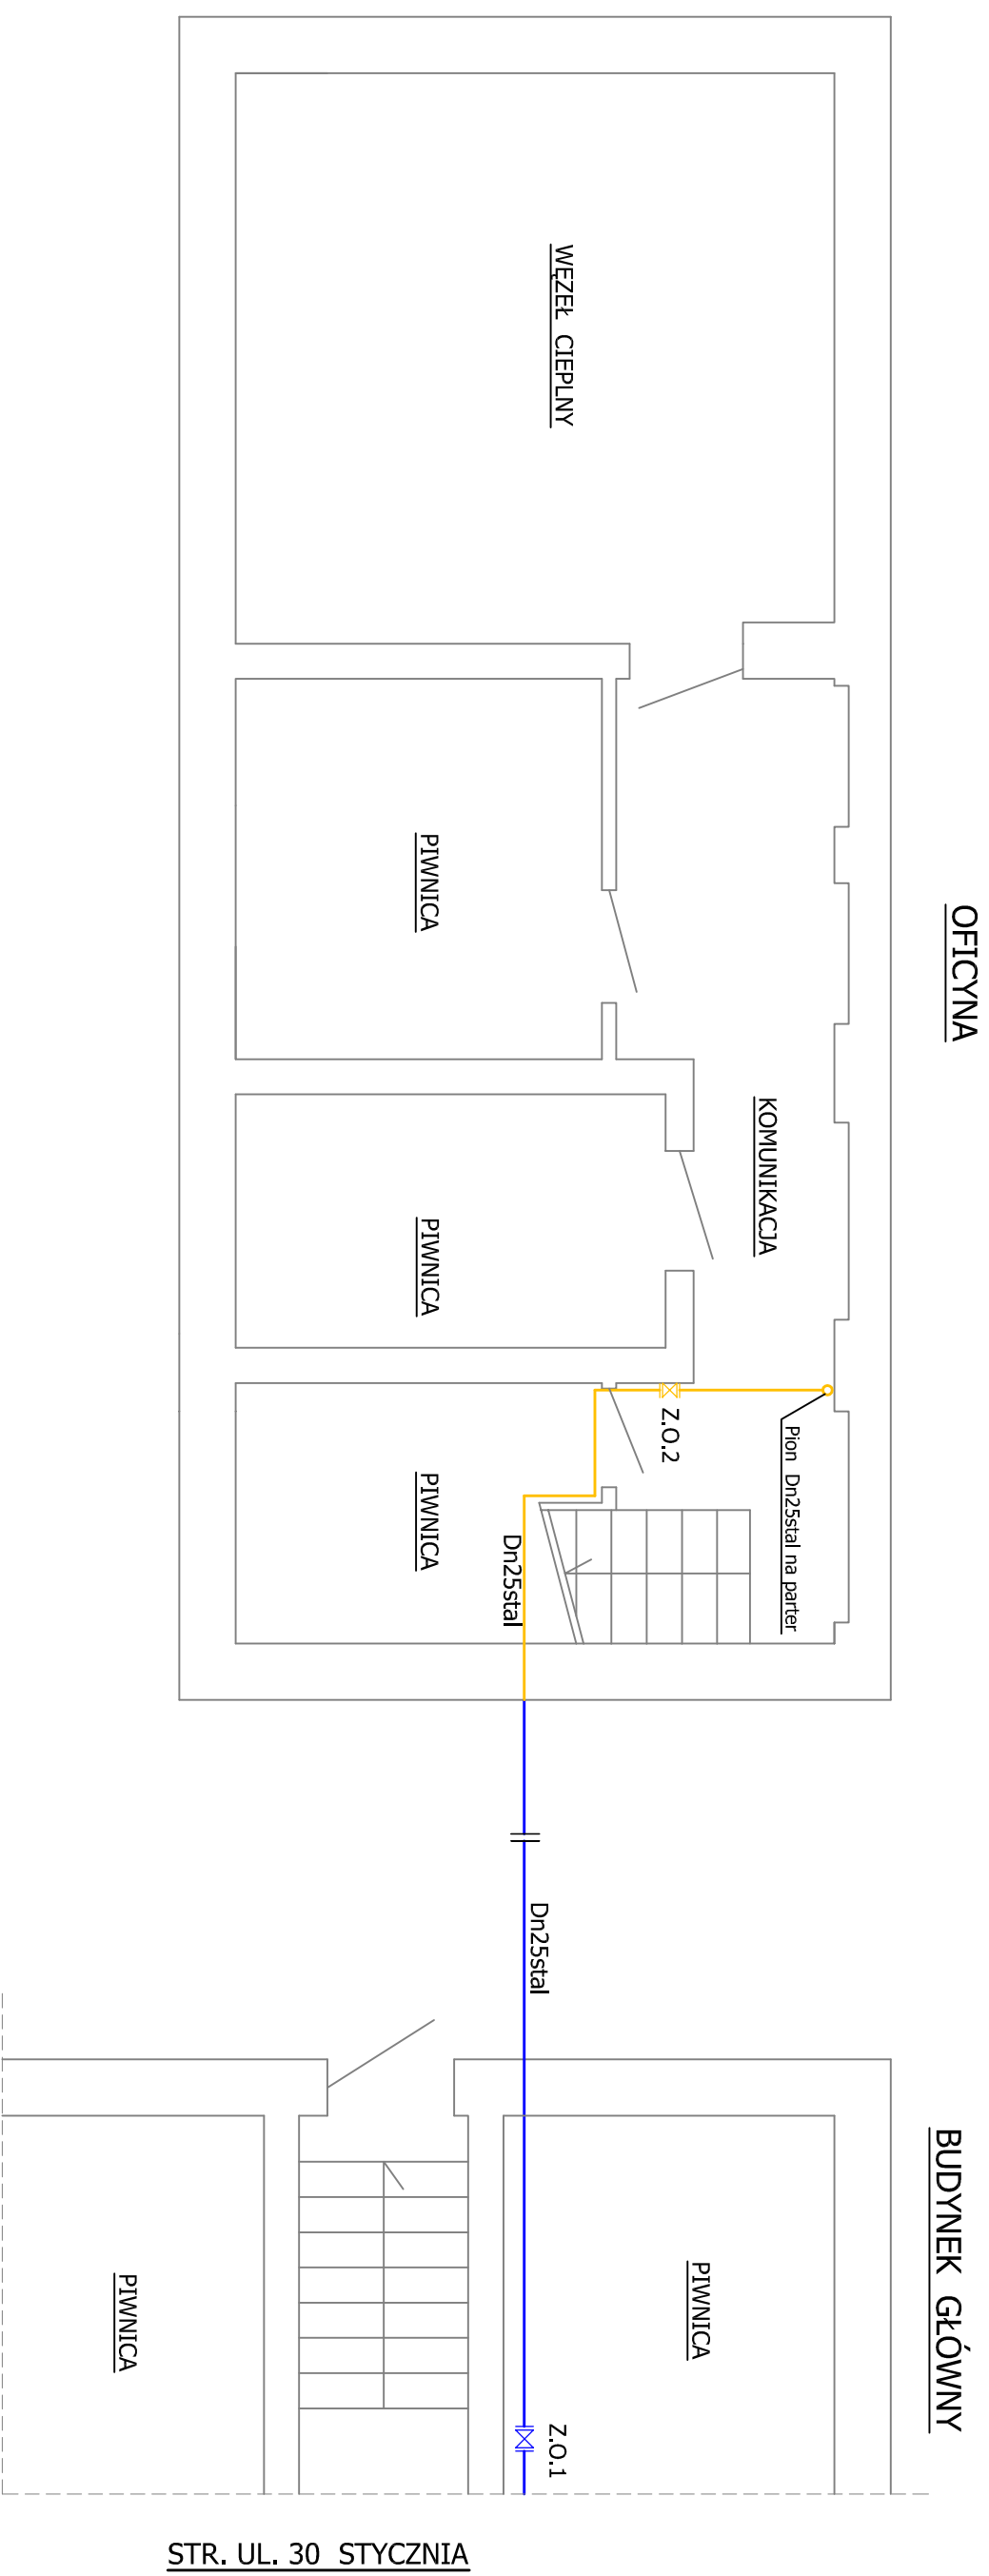 WĘZEŁ CIEPLNY
OFICYNA
PIWNICA
KOMUNIKACJA
PIWNICA
Z.O.2
Pion Dn25stal na parter
PIWNICA
Dn25stal
Dn25stal
BUDYNEK GŁÓWNY
PIWNICA
PIWNICA
Z.O.1
STR. UL. 30 STYCZNIA